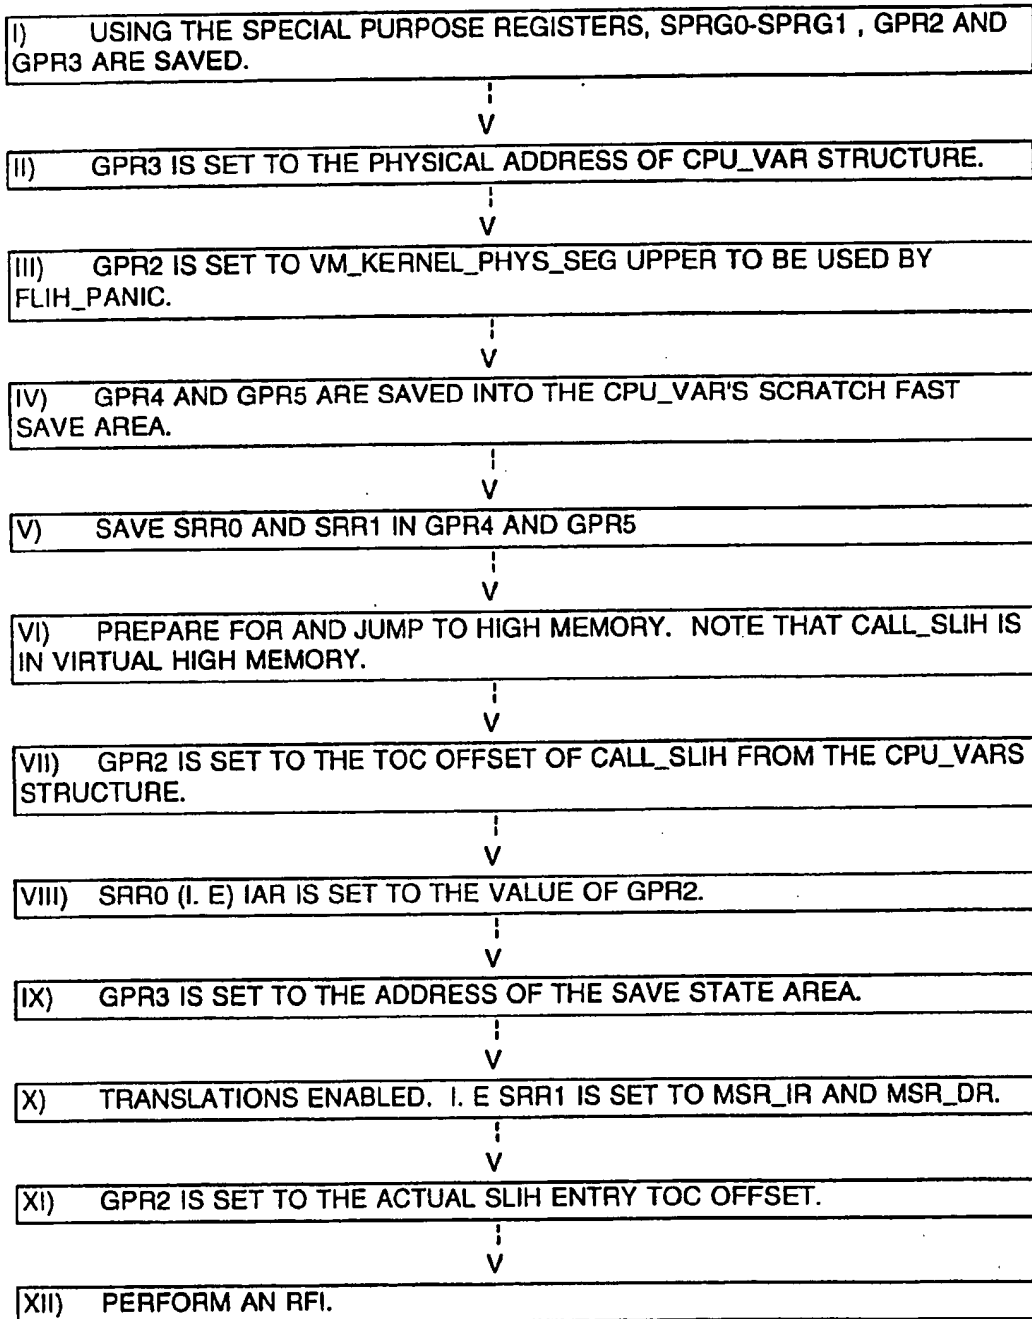 I) USING THE SPECIAL PURPOSE REGISTERS, SPRG0-SPRG1 , GPR2 AND
GPR3 ARE SAVED.
V
II) GPR3 IS SET TO THE PHYSICAL ADDRESS OF CPU_VAR STRUCTURE.
V
III) GPR2 IS SET TO VM_KERNEL_PHYS_SEG UPPER TO BE USED BY
FLIH_PANIC.
V
IV) GPR4 AND GPR5 ARE SAVED INTO THE CPU_VAR'S SCRATCH FAST
SAVE AREA.
V
V) SAVE SRR0 AND SRR1 IN GPR4 AND GPR5
V
VI) PREPARE FOR AND JUMP TO HIGH MEMORY. NOTE THAT CALL_SLIH IS
IN VIRTUAL HIGH MEMORY.
V
VII) GPR2 IS SET TO THE TOC OFFSET OF CALL_SLIH FROM THE CPU_VARS
STRUCTURE.
V
VIII) SRR0 (I. E) IAR IS SET TO THE VALUE OF GPR2.
V
IX) GPR3 IS SET TO THE ADDRESS OF THE SAVE STATE AREA.
V
X) TRANSLATIONS ENABLED. I. E SRR1 IS SET TO MSR_IR AND MSR_DR.
V
XI) GPR2 IS SET TO THE ACTUAL SLIH ENTRY TOC OFFSET.
V
XII) PERFORM AN RFI.